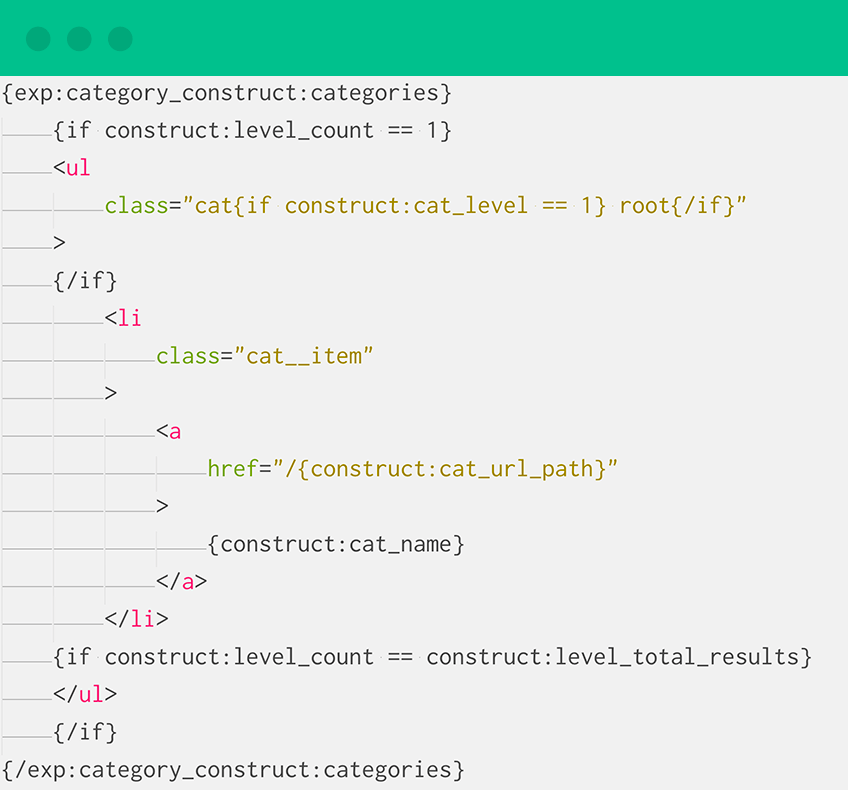 {exp:category_construct:categories}
{if construct:level_count == 1}
<ul
class="cat{if construct:cat_level == 1} root{/if}"
>
{/if}
<li
class="cat__item"
>
<a
href="/{construct:cat_url_path}"
>
{construct:cat_name}
</a>
</li>
{if construct:level_count == construct:level_total_results}
</ul>
{/if}
{/exp:category_construct:categories}